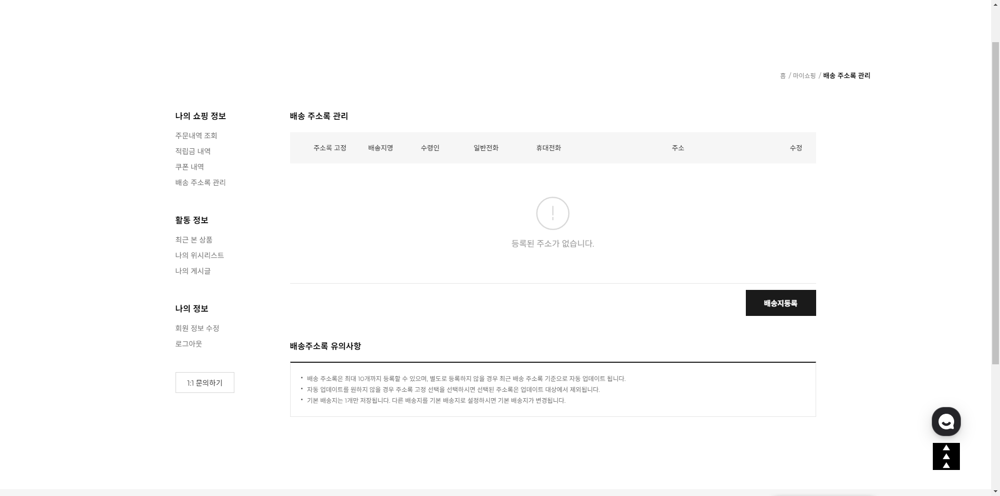 홈 / 마이쇼핑 / 배송 주소록 관리
나의 쇼핑 정보
주문내역 조회
적립금 내역
쿠폰 내역
배송 주소록 관리
활동 정보
최근 본 상품
나의 위시리스트
나의 게시글
나의 정보
회원 정보 수정
로그아웃
1:1 문의하기
배송 주소록 관리
주소록 고정 배송지명 수령인 일반전화 휴대전화 주소 수정
등록된 주소가 없습니다.
배송지등록
배송주소록 유의사항
배송 주소록은 최대 10개까지 등록할 수 있으며, 별도로 등록하지 않을 경우 최근 배송 주소록 기준으로 자동 업데이트 됩니다.
자동 업데이트를 원하지 않을 경우 주소록 고정 선택을 선택하시면 선택된 주소록은 업데이트 대상에서 제외됩니다.
기본 배송지는 1개만 저장됩니다. 다른 배송지를 기본 배송지로 설정하시면 기본 배송지가 변경됩니다.